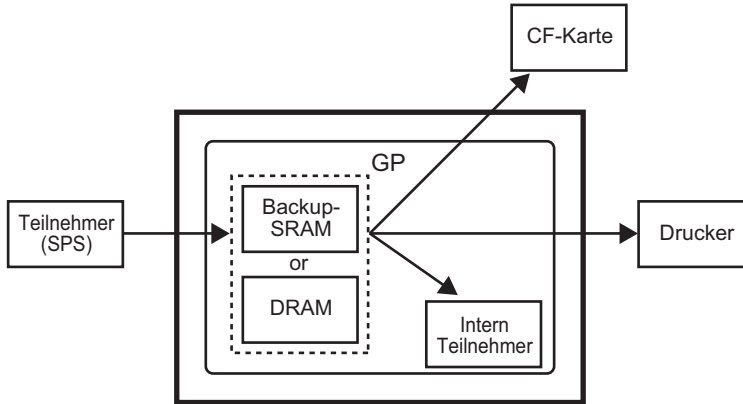 CF-Karte
GP
Teilnehmer
(SPS)
Backup-
SRAM
or
DRAM
Drucker
Intern
Teilnehmer